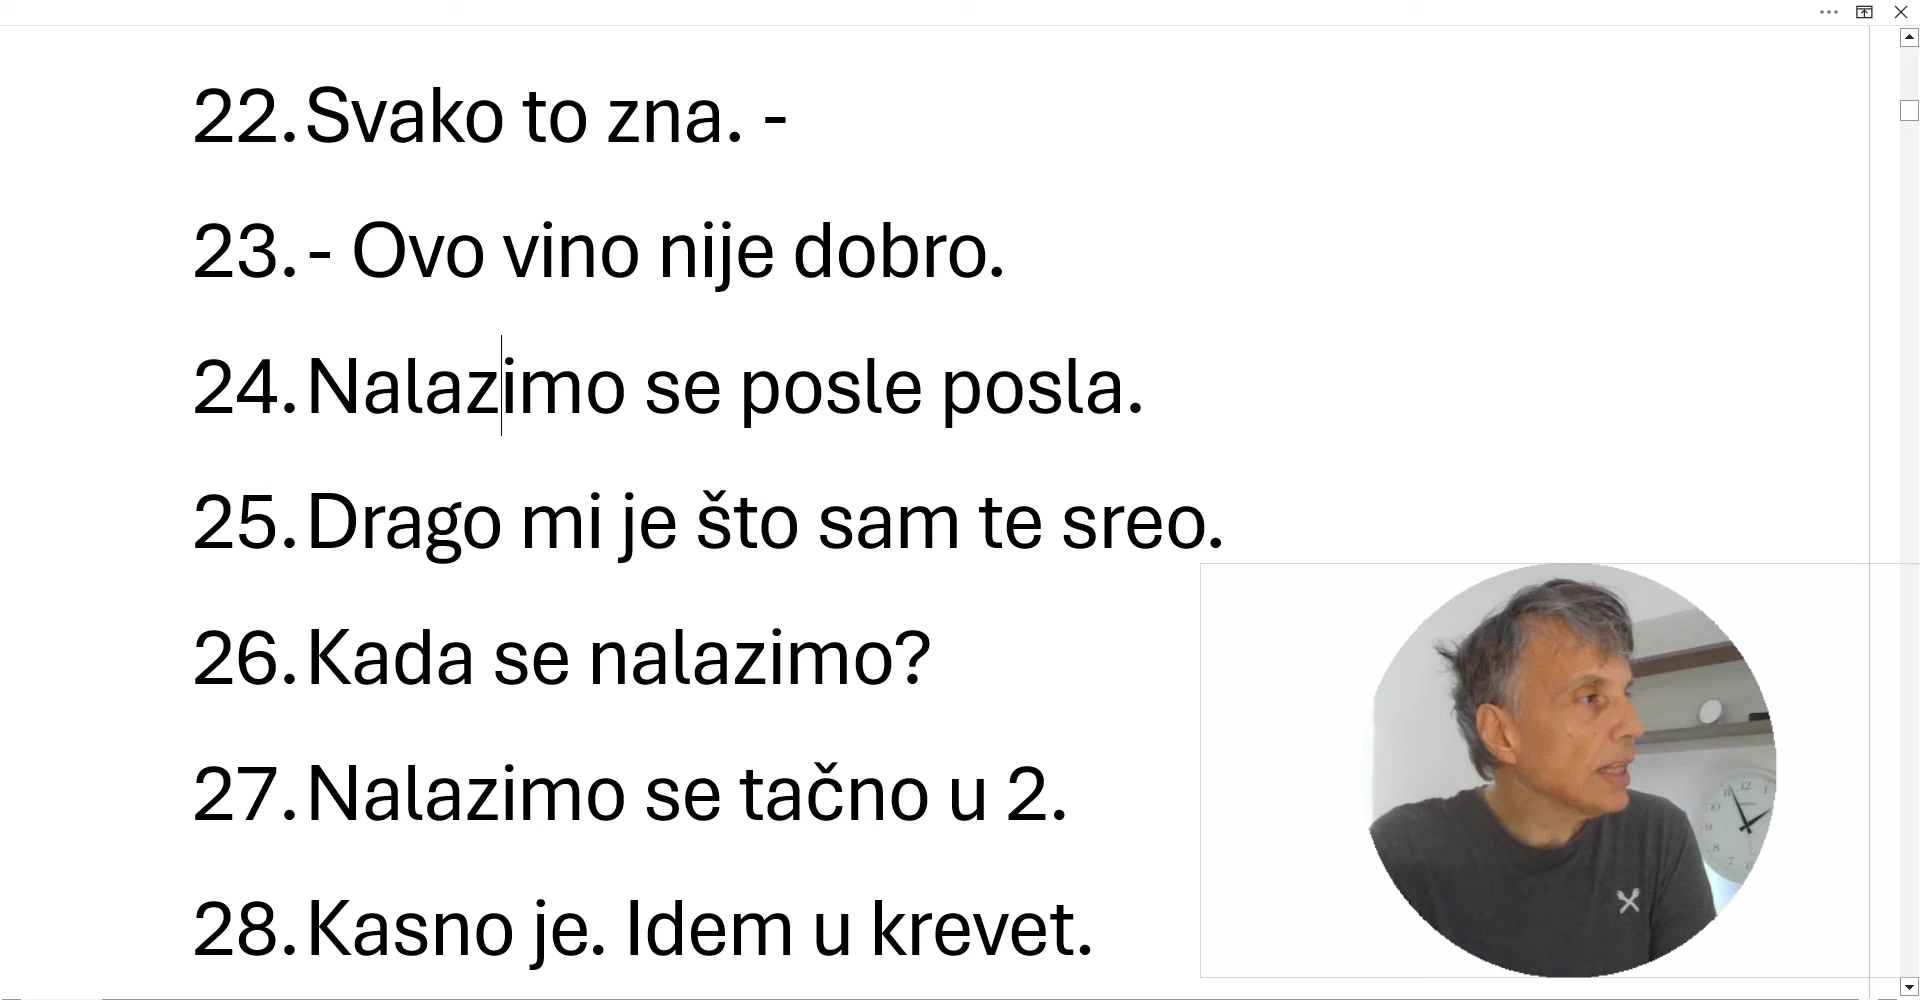 22. Svako to zna. -
23. - Ovo vino nije dobro.
24. Nalazimo se posle posla.
25. Drago mi je što sam te sreo.
26. Kada se nalazimo?
27. Nalazimo se tačno u 2.
28. Kasno je. Idem u krevet.